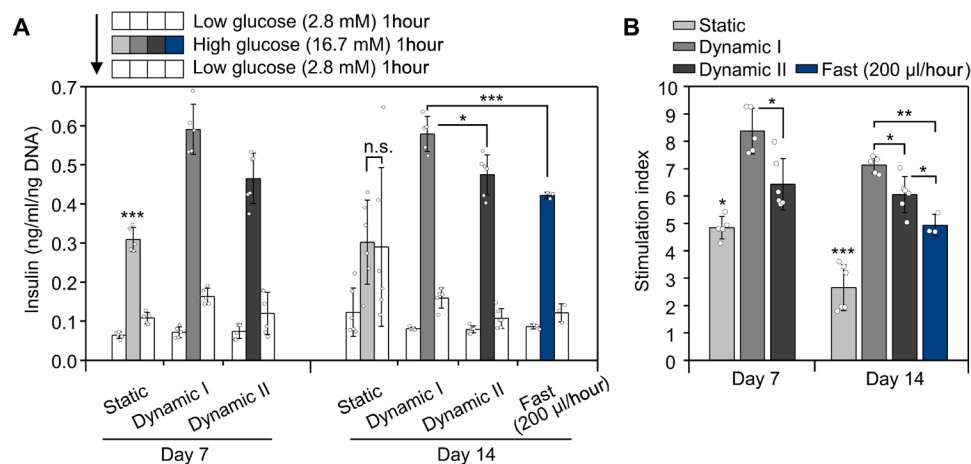 A
Low glucose (2.8 mM) 1hour
High glucose (16.7 mM) 1hour
Low glucose (2.8 mM) 1hour
Insulin (ng/ml/ng DNA)
0.7
0.6
0.5
0.4
0.3
0.2
0.1
0.0
***
n.s.
*
***
Static
Dynamic I
Dynamic II
Day 7
Static
Dynamic I
Dynamic II
Fast
(200 µl/hour)
Day 14
B
Static
Dynamic I
Dynamic II
Fast (200 µl/hour)
Stimulation index
10
9
8
7
6
5
4
3
2
1
0
*
*
***
*
**
*
Day 7
Day 14